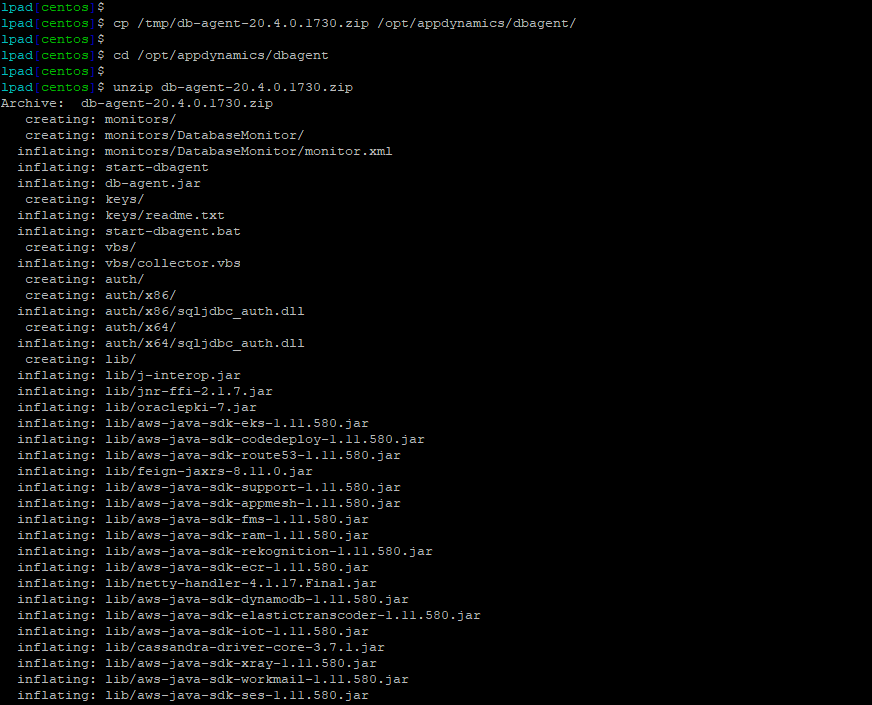 lpad[centos]$
lpad[centos]$ cp /tmp/db-agent-20.4.0.1730.zip /opt/appdynamics/dbagent/
lpad[centos]$
lpad[centos]$ cd /opt/appdynamics/dbagent
lpad[centos]$
lpad[centos]$ unzip db-agent-20.4.0.1730.zip
Archive:  db-agent-20.4.0.1730.zip
   creating: monitors/
   creating: monitors/DatabaseMonitor/
  inflating: monitors/DatabaseMonitor/monitor.xml
  inflating: start-dbagent
  inflating: db-agent.jar
   creating: keys/
  inflating: keys/readme.txt
  inflating: start-dbagent.bat
   creating: vbs/
  inflating: vbs/collector.vbs
   creating: auth/
   creating: auth/x86/
  inflating: auth/x86/sqljdbc_auth.dll
   creating: auth/x64/
  inflating: auth/x64/sqljdbc_auth.dll
   creating: lib/
  inflating: lib/j-interop.jar
  inflating: lib/jnr-ffi-2.1.7.jar
  inflating: lib/oraclepki-7.jar
  inflating: lib/aws-java-sdk-eks-1.11.580.jar
  inflating: lib/aws-java-sdk-codedeploy-1.11.580.jar
  inflating: lib/aws-java-sdk-route53-1.11.580.jar
  inflating: lib/feign-jaxrs-8.11.0.jar
  inflating: lib/aws-java-sdk-support-1.11.580.jar
  inflating: lib/aws-java-sdk-appmesh-1.11.580.jar
  inflating: lib/aws-java-sdk-fms-1.11.580.jar
  inflating: lib/aws-java-sdk-ram-1.11.580.jar
  inflating: lib/aws-java-sdk-rekognition-1.11.580.jar
  inflating: lib/aws-java-sdk-ecr-1.11.580.jar
  inflating: lib/netty-handler-4.1.17.Final.jar
  inflating: lib/aws-java-sdk-dynamodb-1.11.580.jar
  inflating: lib/aws-java-sdk-elastictranscoder-1.11.580.jar
  inflating: lib/aws-java-sdk-iot-1.11.580.jar
  inflating: lib/cassandra-driver-core-3.7.1.jar
  inflating: lib/aws-java-sdk-xray-1.11.580.jar
  inflating: lib/aws-java-sdk-workmail-1.11.580.jar
  inflating: lib/aws-java-sdk-ses-1.11.580.jar